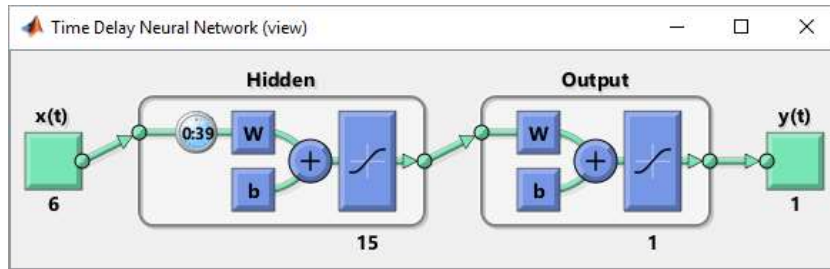 Time Delay Neural Network (view)
Hidden
Output
x(t)
y(t)
0:39
W
W
b
b
6
1
15
1